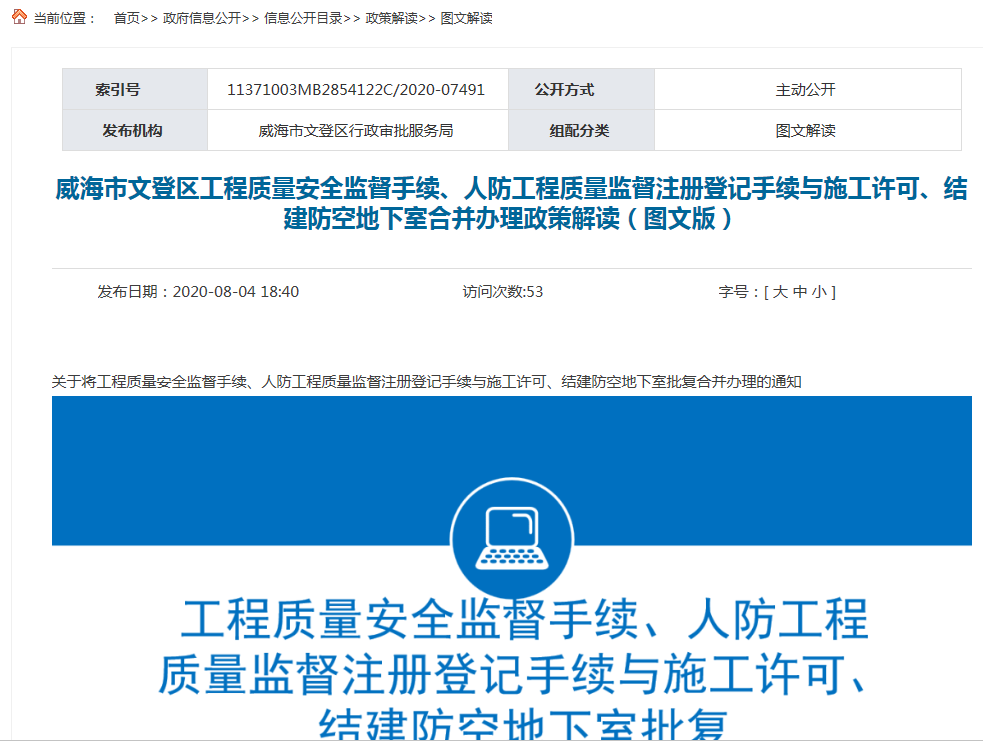 当前位置： 首页>> 政府信息公开>> 信息公开目录>> 政策解读>> 图文解读
索引号 11371003MB2854122C/2020-07491 公开方式 主动公开
发布机构 威海市文登区行政审批服务局 组配分类 图文解读
威海市文登区工程质量安全监督手续、人防工程质量监督注册登记手续与施工许可、结
建防空地下室合并办理政策解读（图文版）
发布日期：2020-08-04 18:40 访问次数:53 字号：[ 大 中 小 ]
关于将工程质量安全监督手续、人防工程质量监督注册登记手续与施工许可、结建防空地下室批复合并办理的通知
工程质量安全监督手续、人防工程
质量监督注册登记手续与施工许可、
结建防空地下室批复